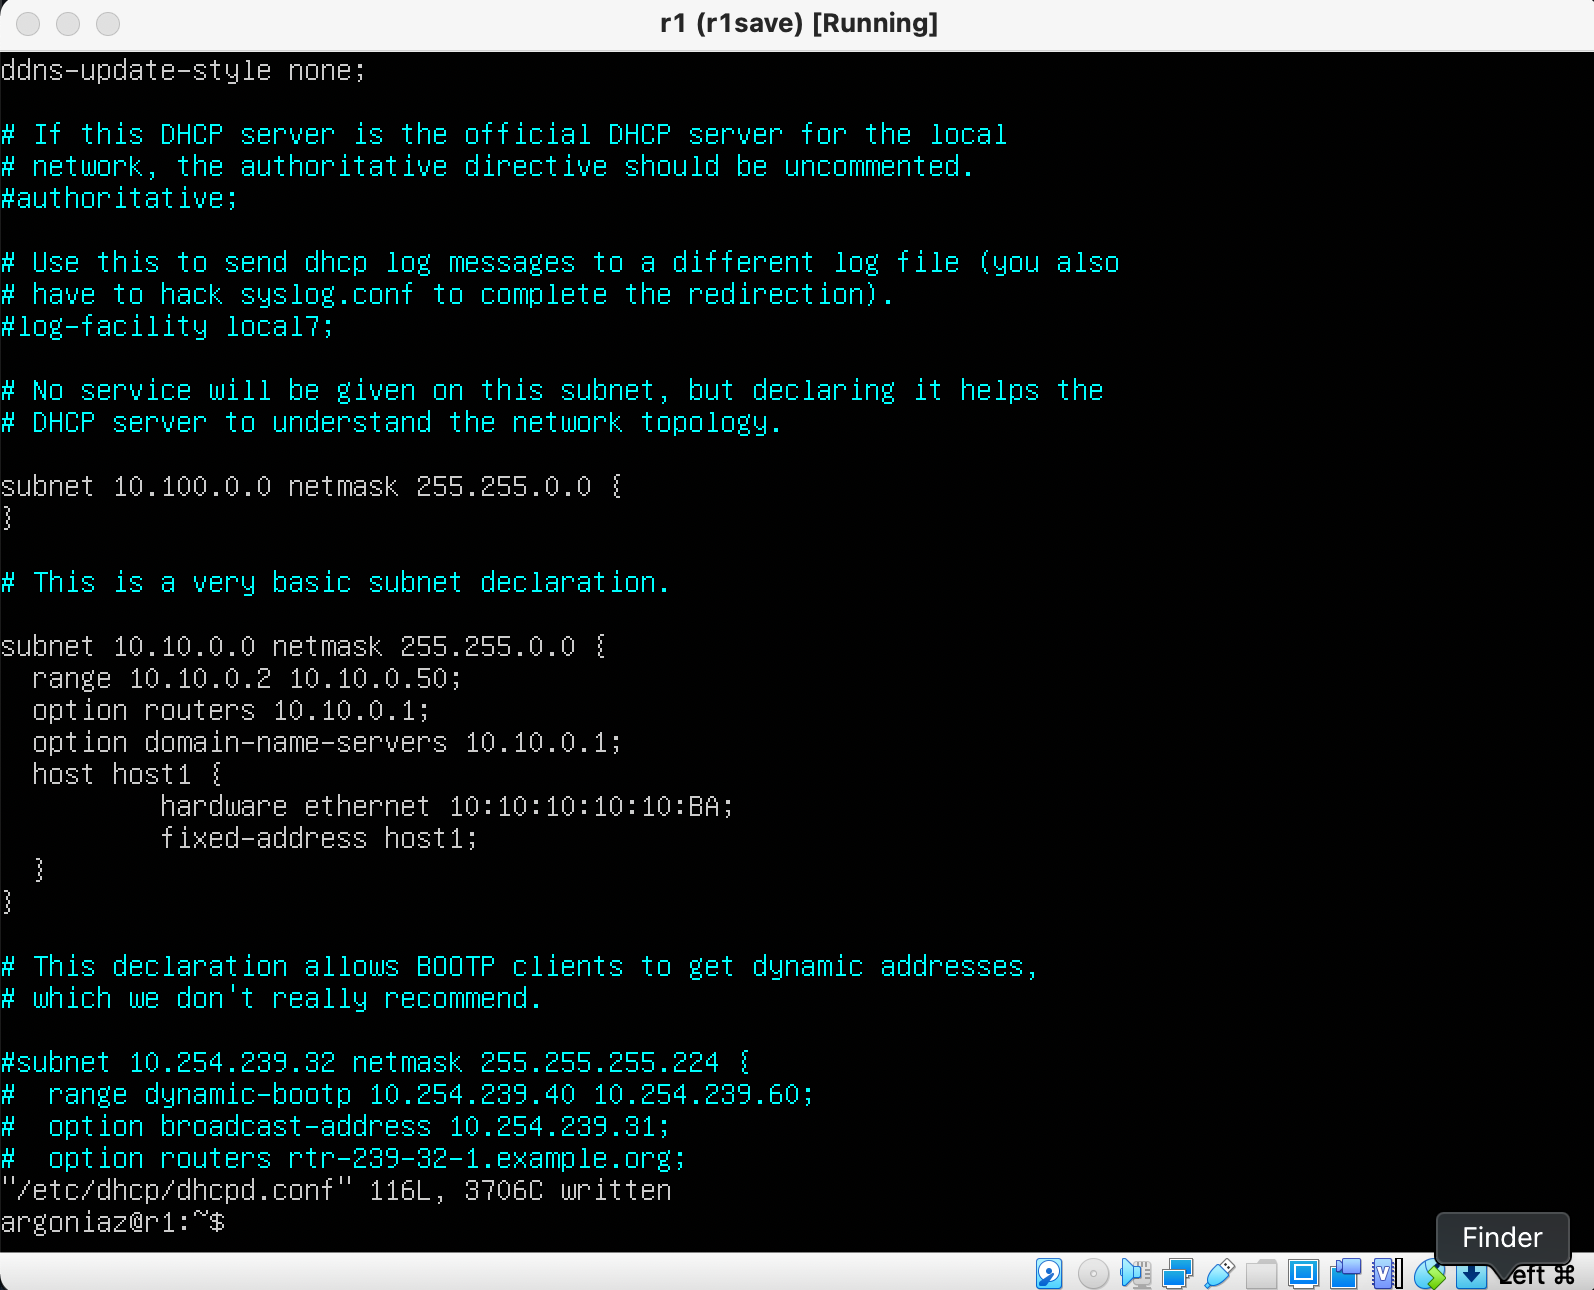 r1 (r1save) [Running]
ddns-update-style none;
# If this DHCP server is the official DHCP server for the local
# network, the authoritative directive should be uncommented.
#authoritative;
# Use this to send dhcp log messages to a different log file (you also
# have to hack syslog.conf to complete the redirection).
#log-facility local7;
# No service will be given on this subnet, but declaring it helps the
# DHCP server to understand the network topology.
subnet 10.100.0.0 netmask 255.255.0.0 {
}
# This is a very basic subnet declaration.
subnet 10.10.0.0 netmask 255.255.0.0 {
  range 10.10.0.2 10.10.0.50;
  option routers 10.10.0.1;
  option domain-name-servers 10.10.0.1;
  host host1 {
          hardware ethernet 10:10:10:10:10:BA;
          fixed-address host1;
  }
}
# This declaration allows BOOTP clients to get dynamic addresses,
# which we don't really recommend.
#subnet 10.254.239.32 netmask 255.255.255.224 {
#  range dynamic-bootp 10.254.239.40 10.254.239.60;
#  option broadcast-address 10.254.239.31;
#  option routers rtr-239-32-1.example.org;
"/etc/dhcp/dhcpd.conf" 116L, 3706C written
argoniaz@r1:~$
Finder
Left ⌘